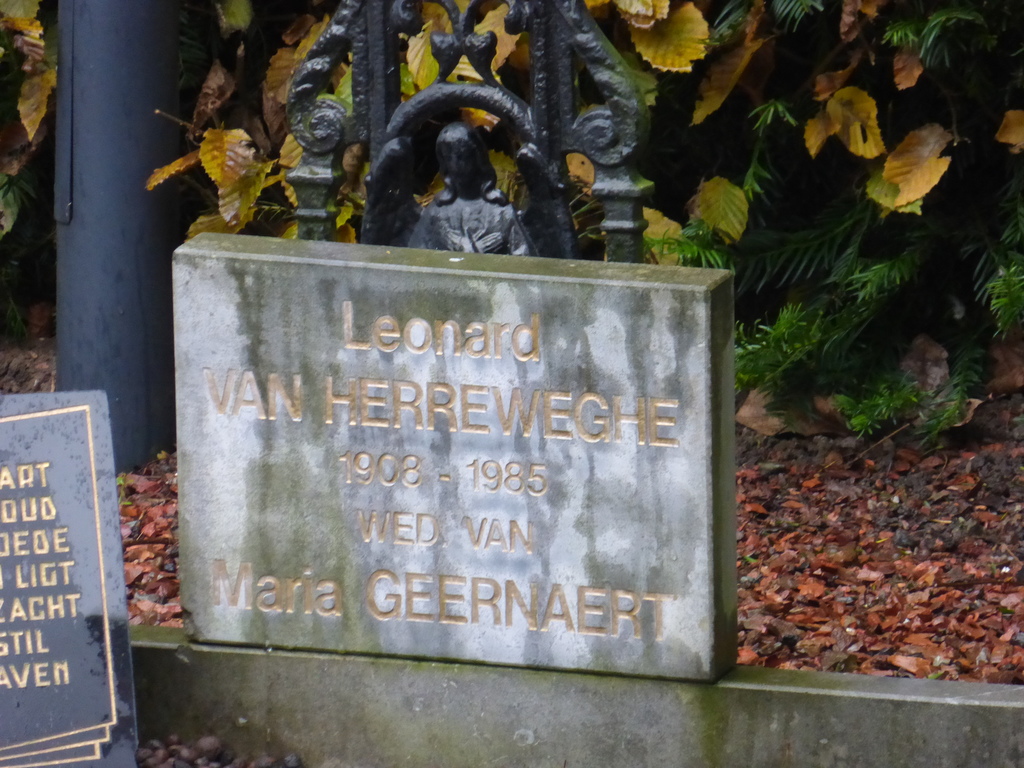 Leonard
VAN HERREWEGHE
1908 - 1985
WED. VAN
Maria GEERNAERT
ART
OUD
OEDE
LIGT
ZACHT
STIL
AVEN